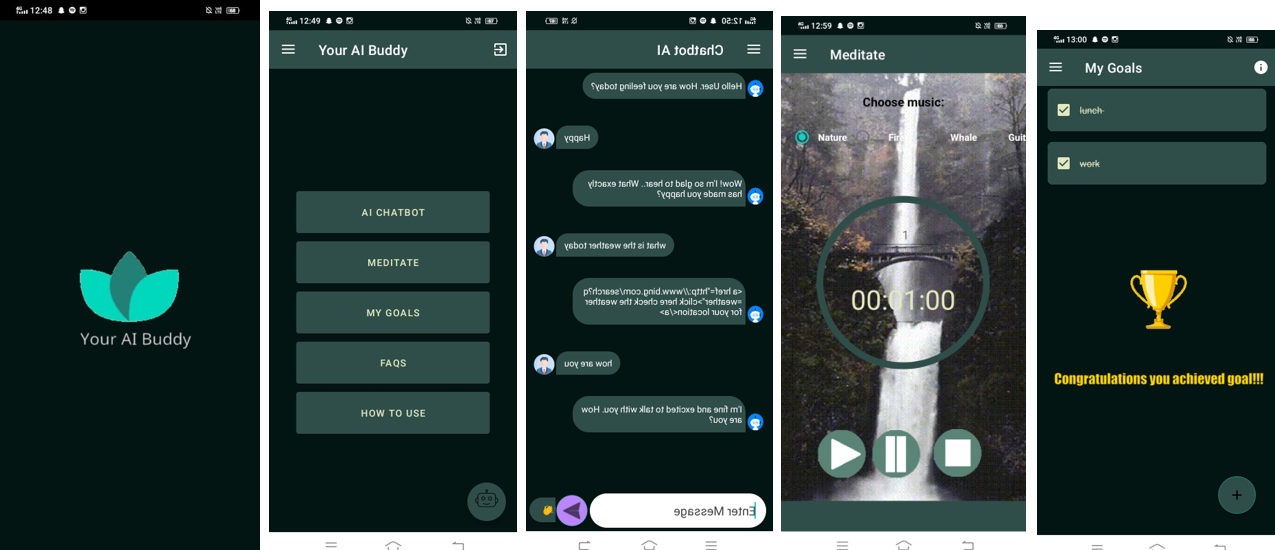 12:48
Your AI Buddy
12:49
Your AI Buddy
AI CHATBOT
MEDITATE
MY GOALS
FAQS
HOW TO USE
12:50
Chatbot AI
Hello User. How are you feeling today?
Happy
Wow! I'm so glad to hear.. What exactly
has made you happy?
what is the weather today
<a href="http://www.bing.com/search?q
=weather">click here check the weather
for your location</a>
how are you
I'm fine and excited to talk with you. How
are you?
Enter Message
12:59
Meditate
Choose music:
Nature
Fire
Whale
Guit
1
00:01:00
13:00
My Goals
lunch
work
Congratulations you achieved goal!!!